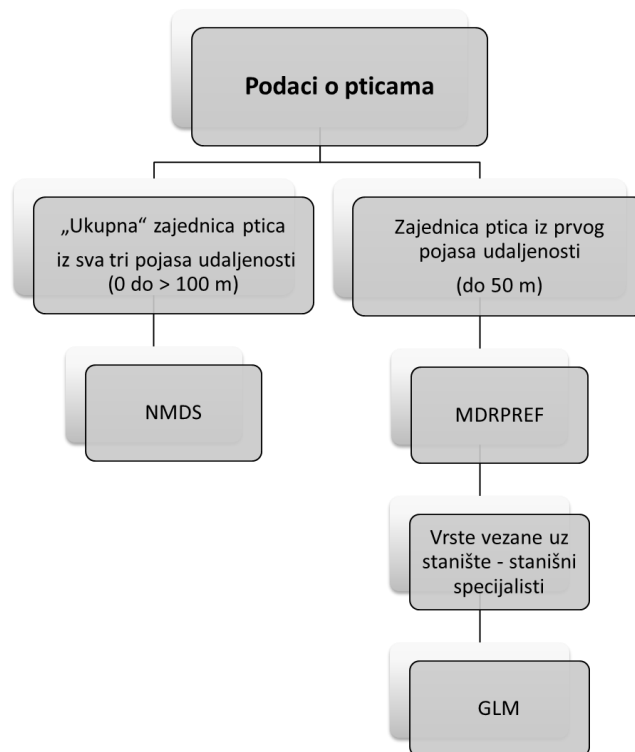 Podaci o pticama
„Ukupna“ zajednica ptica
iz sva tri pojasa udaljenosti
(0 do > 100 m)
Zajednica ptica iz prvog
pojasa udaljenosti
(do 50 m)
NMDS
MDRPREF
Vrste vezane uz
stanište - stanišni
specijalisti
GLM